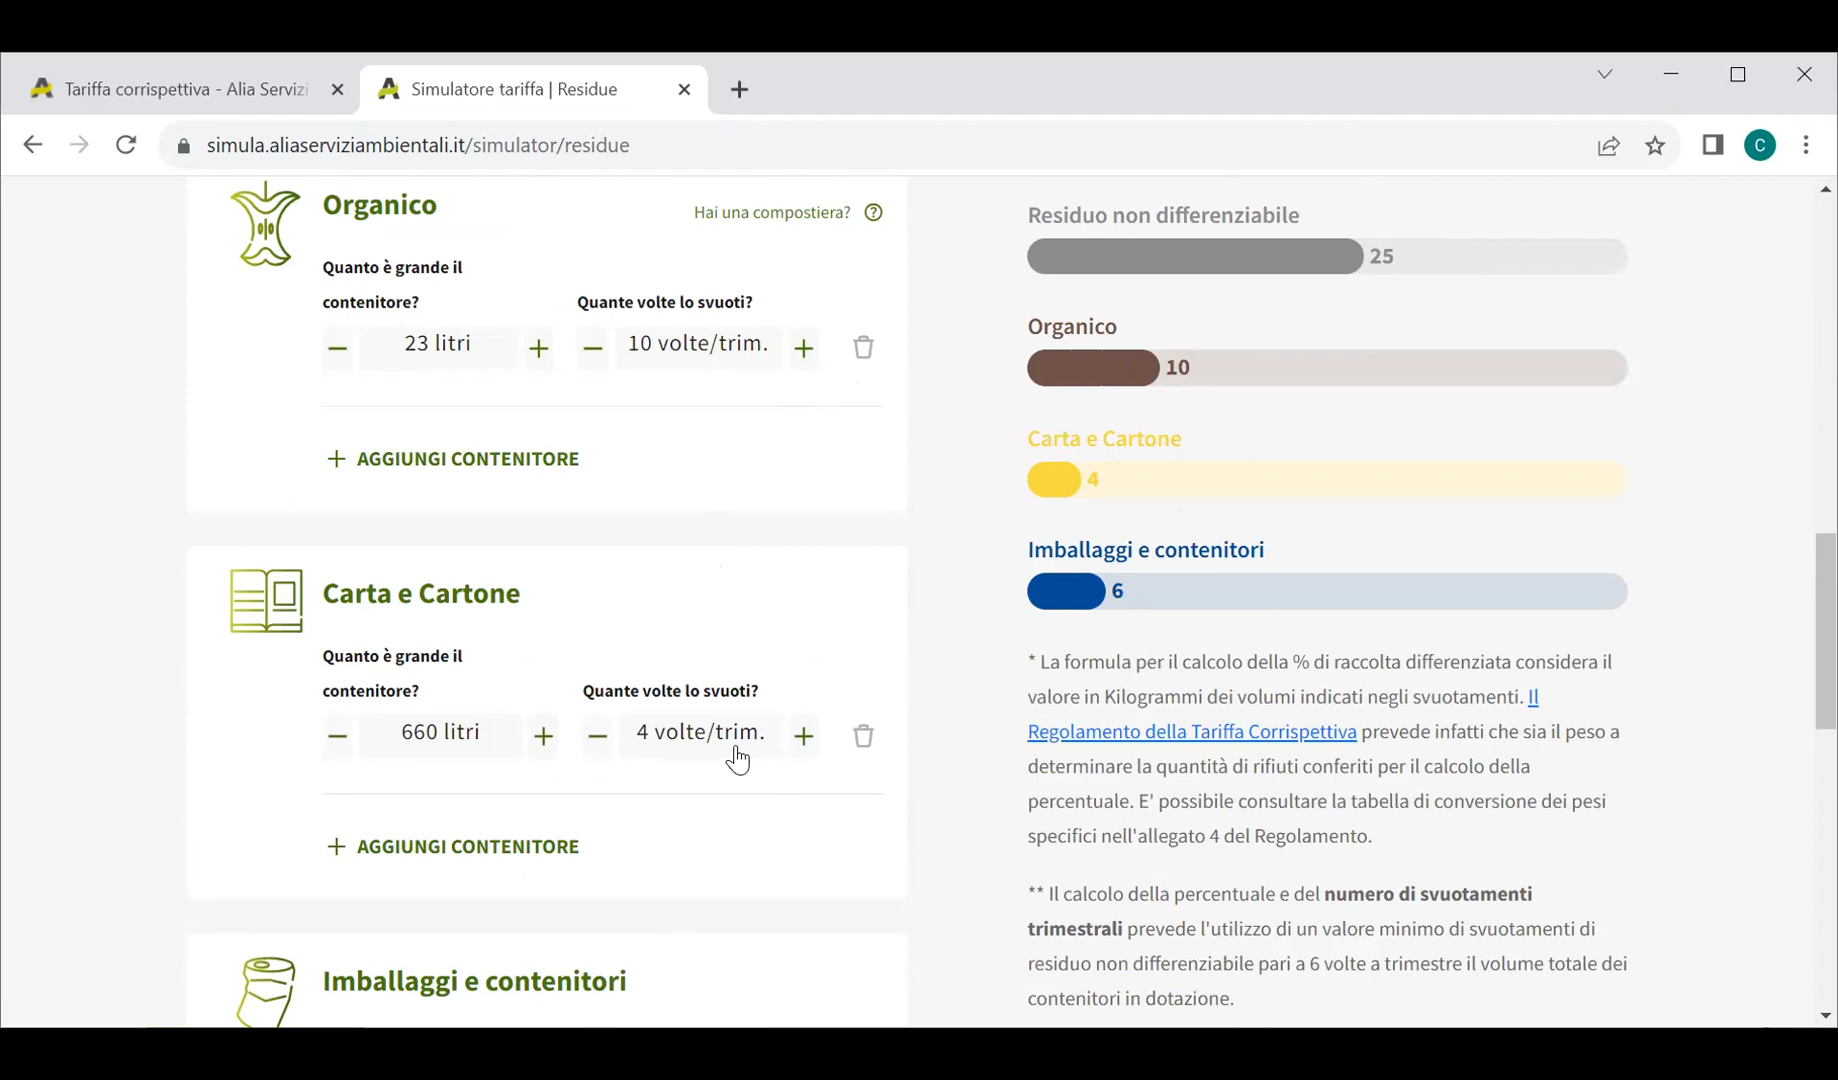 Tariffa corrispettiva - Alia Servizi
Simulatore tariffa | Residue
simula.aliaserviziambientali.it/simulator/residue
C
Organico
Hai una compostiera? ?
Quanto è grande il
contenitore?
Quante volte lo svuoti?
− 23 litri +
− 10 volte/trim. +
+ AGGIUNGI CONTENITORE
Carta e Cartone
Quanto è grande il
contenitore?
Quante volte lo svuoti?
− 660 litri +
− 4 volte/trim. +
+ AGGIUNGI CONTENITORE
Imballaggi e contenitori
Residuo non differenziabile
25
Organico
10
Carta e Cartone
4
Imballaggi e contenitori
6
* La formula per il calcolo della % di raccolta differenziata considera il
valore in Kilogrammi dei volumi indicati negli svuotamenti. Il
Regolamento della Tariffa Corrispettiva prevede infatti che sia il peso a
determinare la quantità di rifiuti conferiti per il calcolo della
percentuale. E' possibile consultare la tabella di conversione dei pesi
specifici nell'allegato 4 del Regolamento.
** Il calcolo della percentuale e del numero di svuotamenti
trimestrali prevede l'utilizzo di un valore minimo di svuotamenti di
residuo non differenziabile pari a 6 volte a trimestre il volume totale dei
contenitori in dotazione.